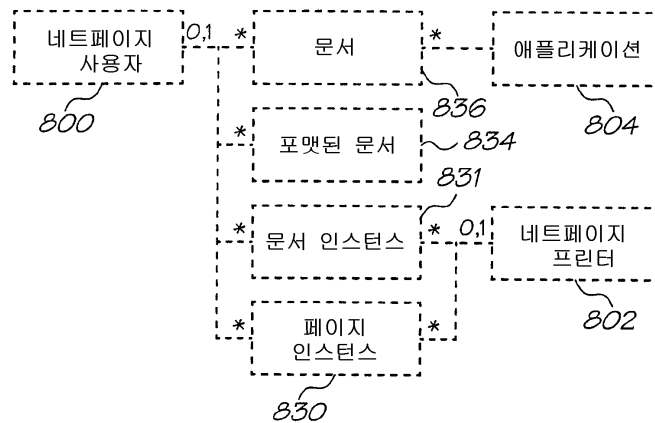 네트페이지
사용자
800
0,1
*
문서
*
836
애플리케이션
804
*
포맷된 문서
834
831
*
문서 인스턴스
*
0,1
네트페이지
프린터
802
*
페이지
인스턴스
*
830